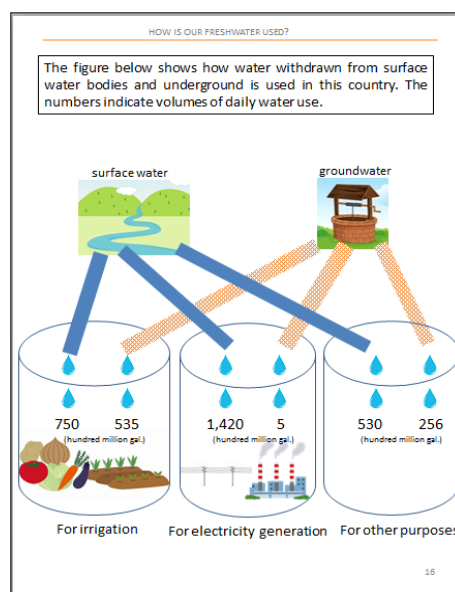 HOW IS OUR FRESHWATER USED?
The figure below shows how water withdrawn from surface
water bodies and underground is used in this country. The
numbers indicate volumes of daily water use.
surface water
groundwater
750 535
(hundred million gal.)
1,420 5
(hundred million gal.)
530 256
(hundred million gal.)
For irrigation
For electricity generation
For other purposes
16